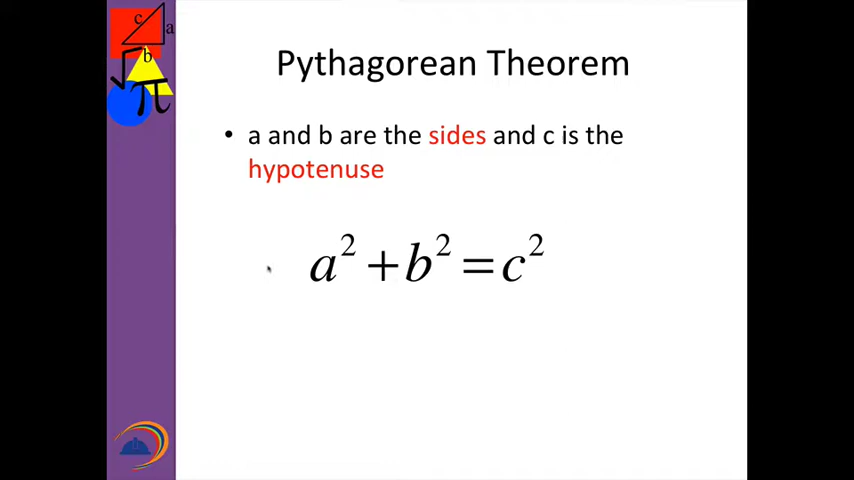 c
a
b
√π
Pythagorean Theorem
• a and b are the sides and c is the
hypotenuse
a² + b² = c²